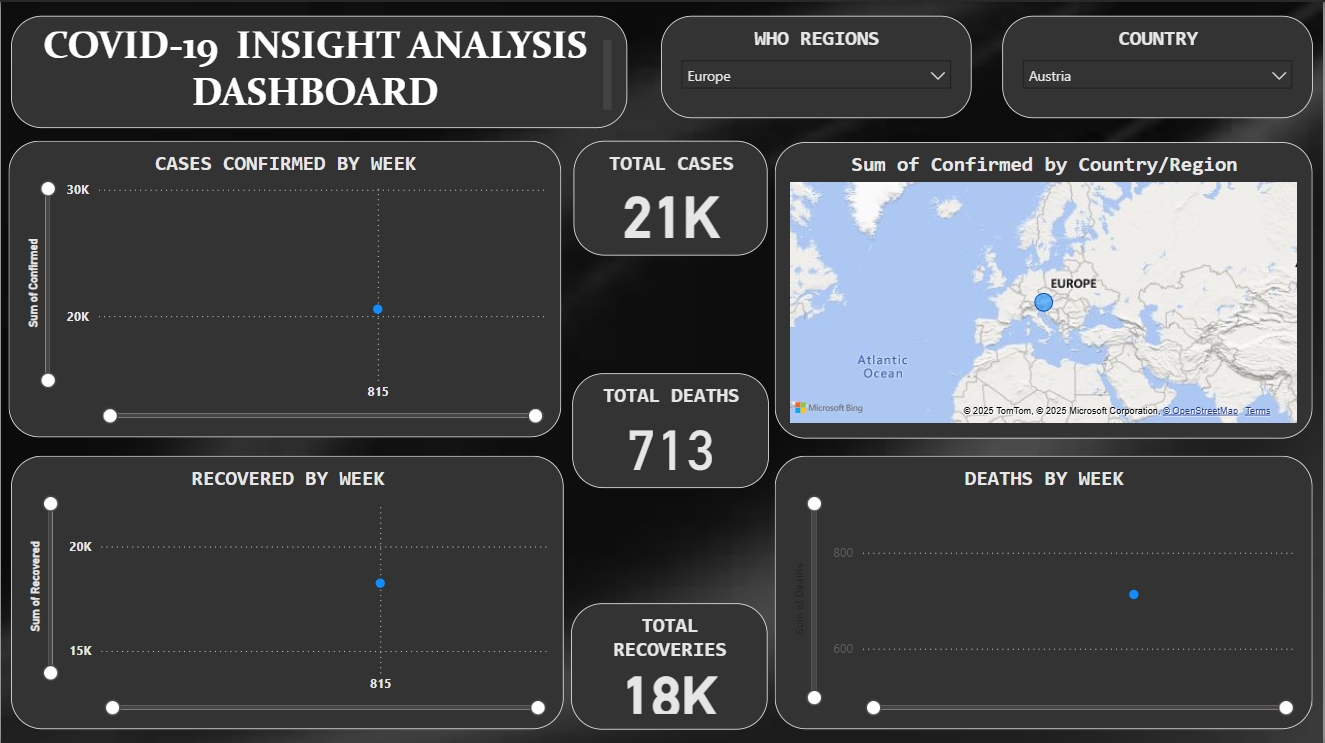 COVID-19 INSIGHT ANALYSIS
DASHBOARD
WHO REGIONS
Europe
COUNTRY
Austria
CASES CONFIRMED BY WEEK
Sum of Confirmed
30K
20K
815
TOTAL CASES
21K
Sum of Confirmed by Country/Region
EUROPE
Atlantic
Ocean
Microsoft Bing
© 2025 TomTom, © 2025 Microsoft Corporation, © OpenStreetMap Terms
TOTAL DEATHS
713
RECOVERED BY WEEK
Sum of Recovered
20K
15K
815
TOTAL
RECOVERIES
18K
DEATHS BY WEEK
Sum of Deaths
800
600